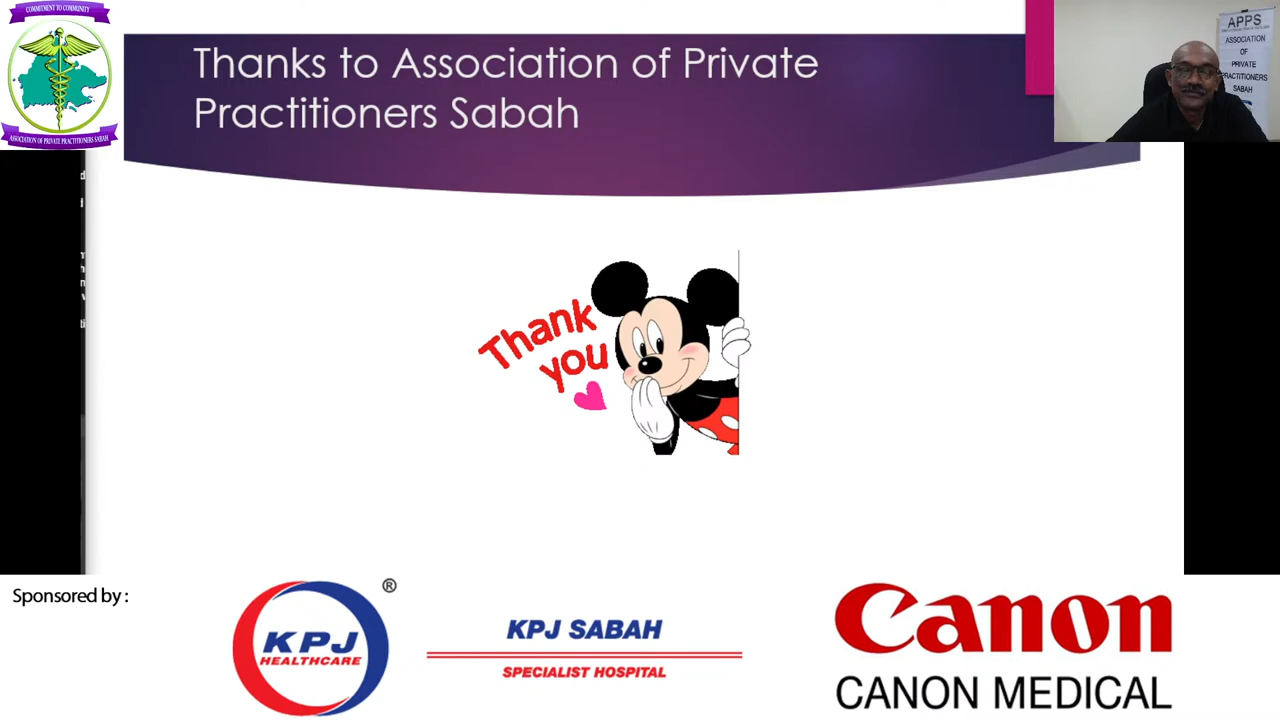 COMMITMENT TO COMMUNITY
ASSOCIATION OF PRIVATE PRACTITIONERS SABAH
Thanks to Association of Private
Practitioners Sabah
APPS
ASSOCIATION
OF
PRIVATE
PRACTITIONERS
SABAH
Thank
you
Sponsored by :
KPJ
HEALTHCARE
®
KPJ SABAH
SPECIALIST HOSPITAL
Canon
CANON MEDICAL